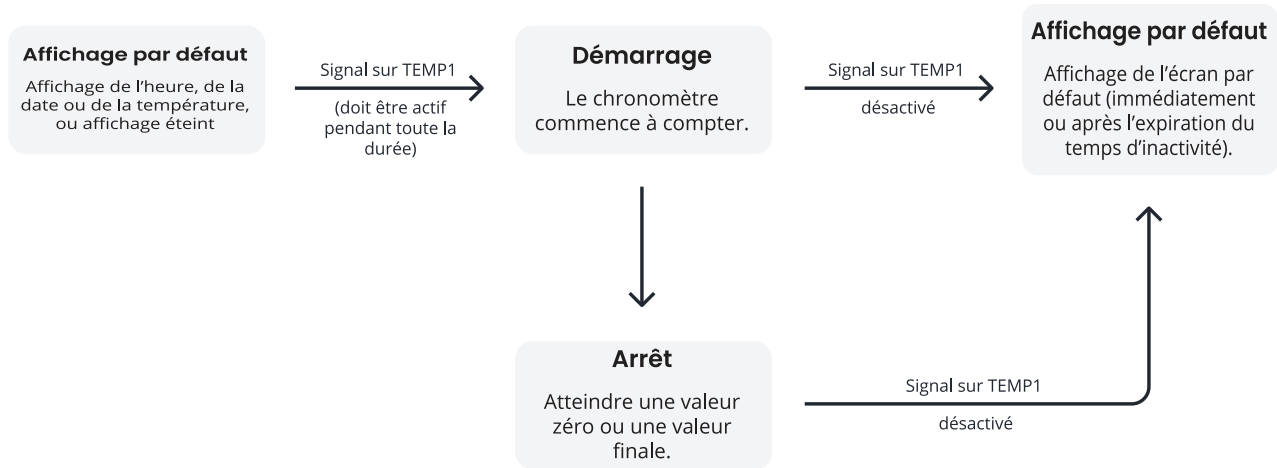 Affichage par défaut
Affichage de l’heure, de la
date ou de la température,
ou affichage éteint
Signal sur TEMP1
(doit être actif
pendant toute la
durée)
Démarrage
Le chronomètre
commence à compter.
Signal sur TEMP1
désactivé
Affichage par défaut
Affichage de l’écran par
défaut (immédiatement
ou après l’expiration du
temps d’inactivité).
Arrêt
Atteindre une valeur
zéro ou une valeur
finale.
Signal sur TEMP1
désactivé